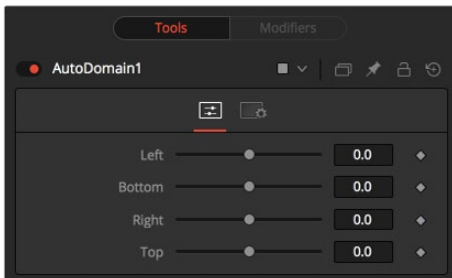 Tools Modifiers
AutoDomain1
Left 0.0
Bottom 0.0
Right 0.0
Top 0.0